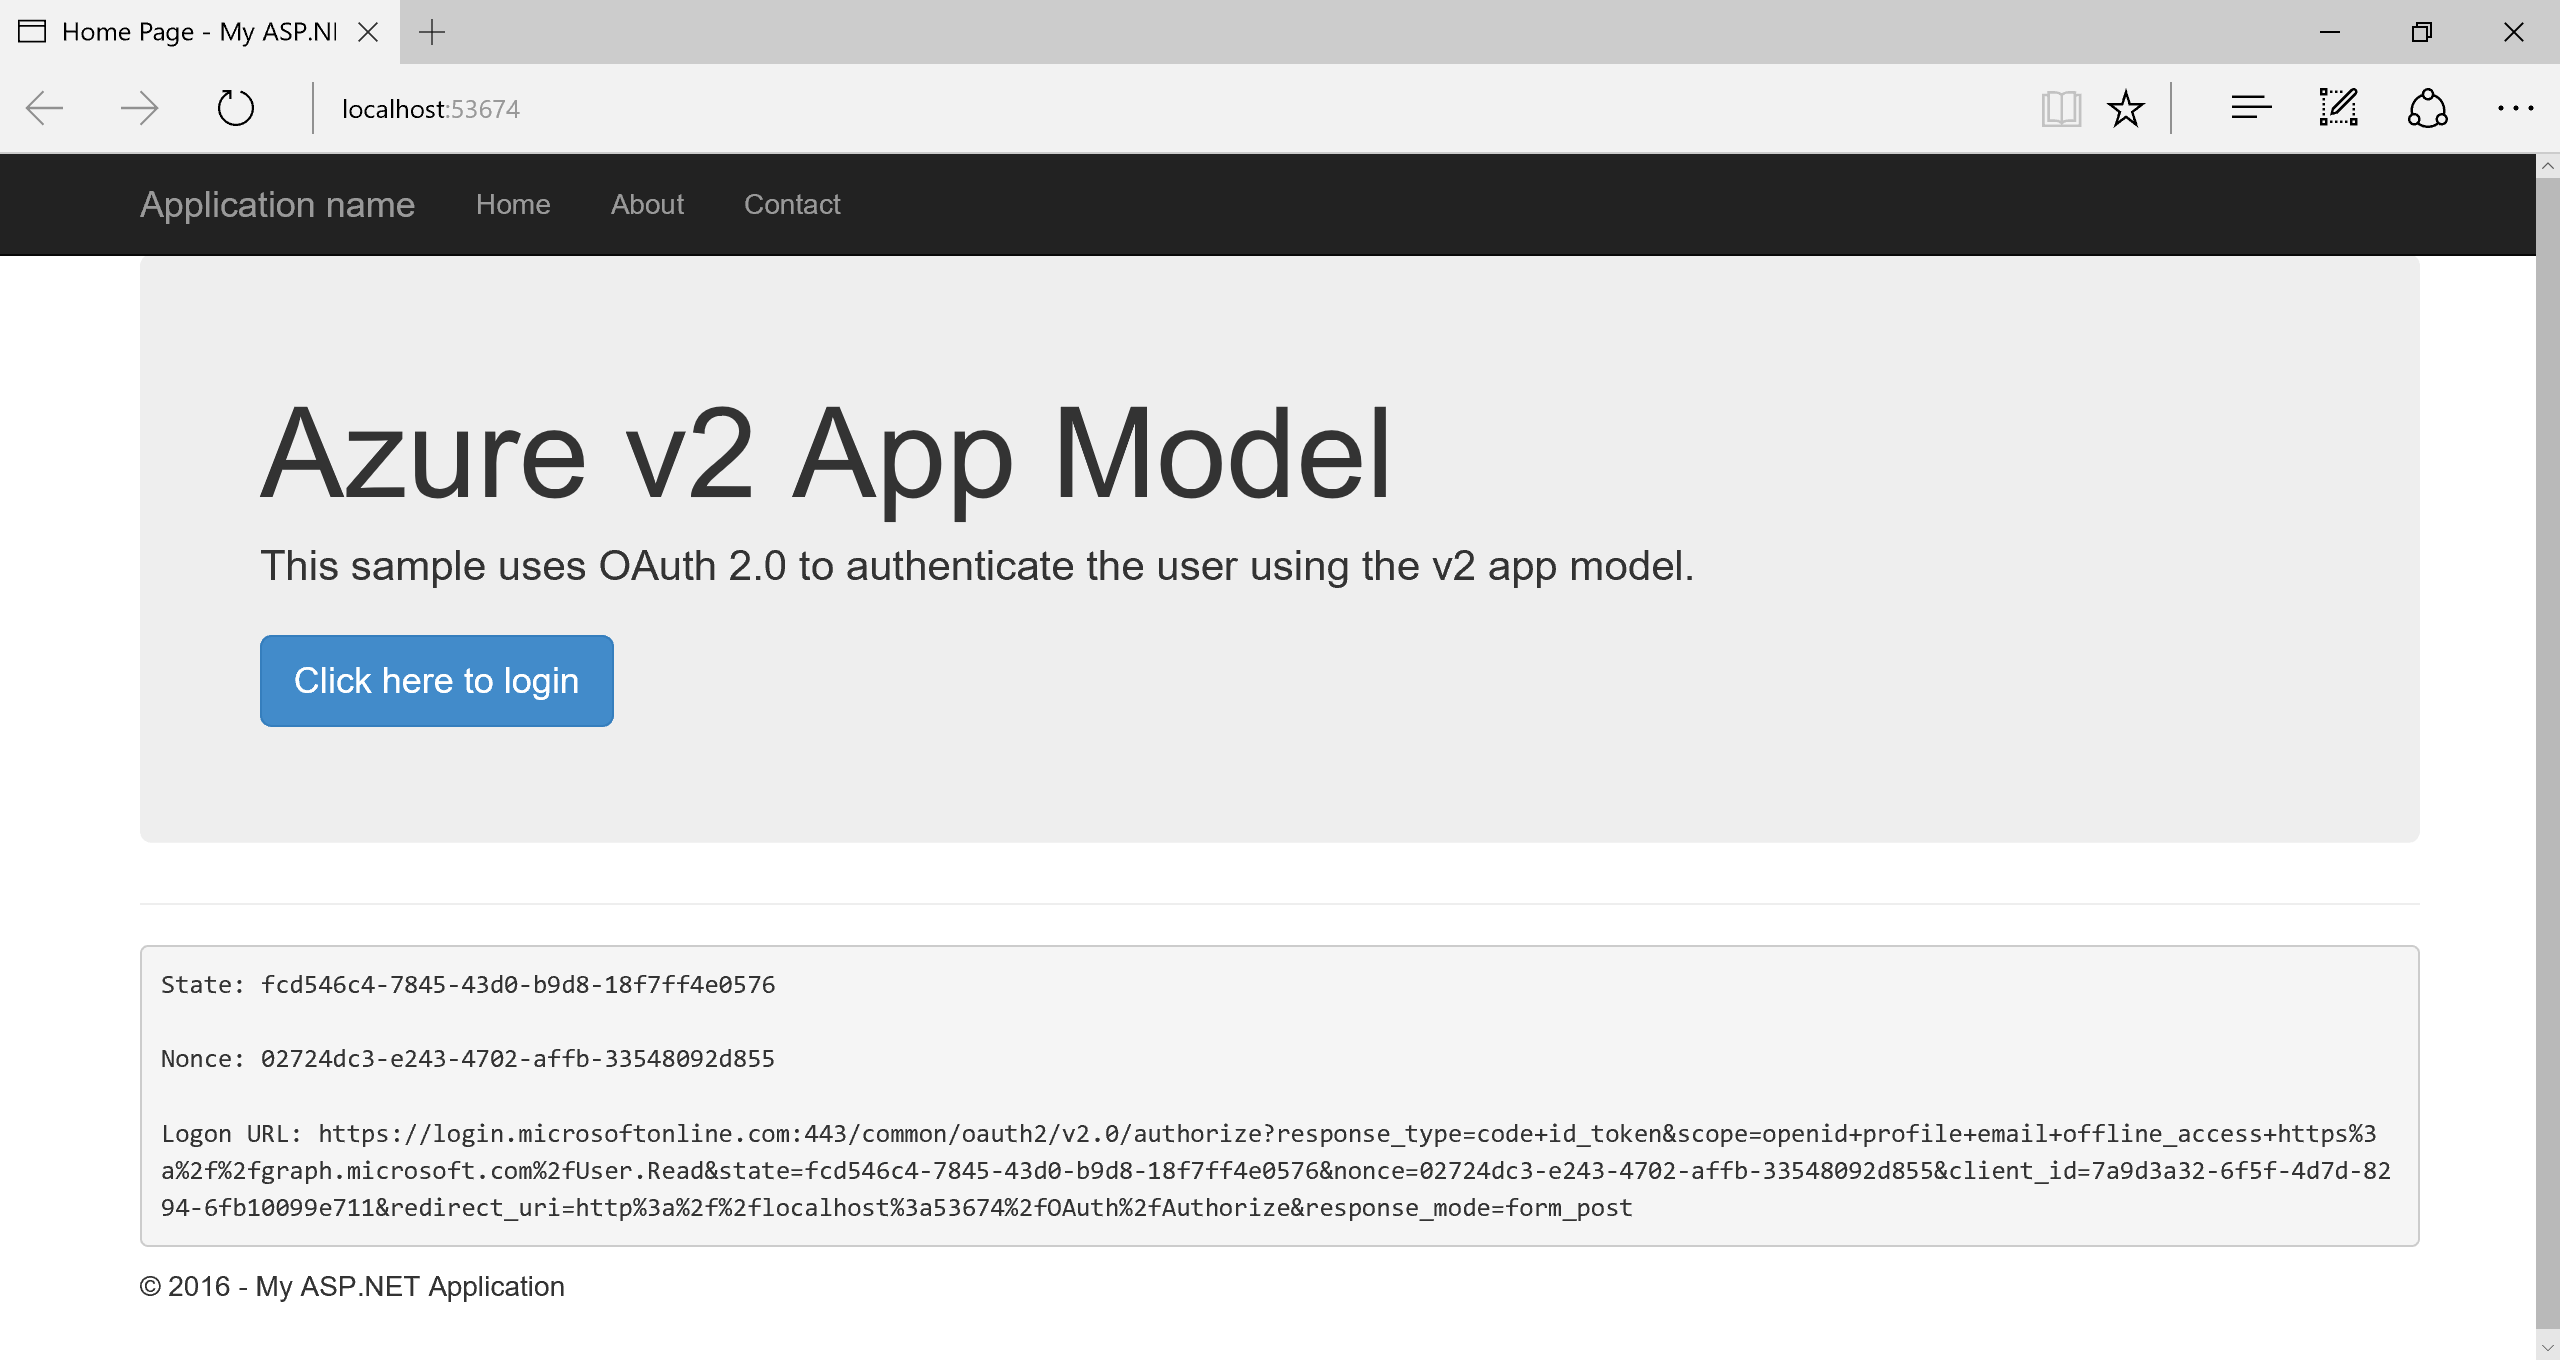 Home Page - My ASP.NI
localhost:53674
Application name Home About Contact
Azure v2 App Model
This sample uses OAuth 2.0 to authenticate the user using the v2 app model.
Click here to login
State: fcd546c4-7845-43d0-b9d8-18f7ff4e0576
Nonce: 02724dc3-e243-4702-affb-33548092d855
Logon URL: https://login.microsoftonline.com:443/common/oauth2/v2.0/authorize?response_type=code+id_token&scope=openid+profile+email+offline_access+https%3
a%2f%2fgraph.microsoft.com%2fUser.Read&state=fcd546c4-7845-43d0-b9d8-18f7ff4e0576&nonce=02724dc3-e243-4702-affb-33548092d855&client_id=7a9d3a32-6f5f-4d7d-82
94-6fb10099e711&redirect_uri=http%3a%2f%2flocalhost%3a53674%2fOAuth%2fAuthorize&response_mode=form_post
© 2016 - My ASP.NET Application